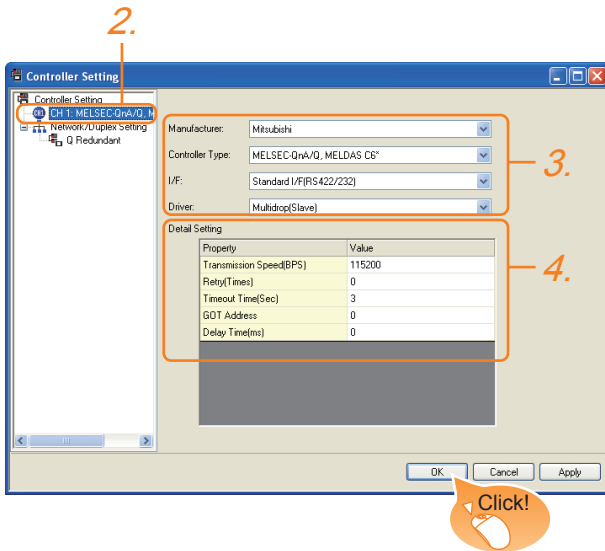 2.
Controller Setting
Controller Setting
CH1 CH 1: MELSEC-QnA/Q, M
Network/Duplex Setting
Q Redundant
Manufacturer: Mitsubishi
Controller Type: MELSEC-QnA/Q, MELDAS C6*
I/F: Standard I/F(RS422/232)
Driver: Multidrop(Slave)
3.
Detail Setting
Property Value
Transmission Speed(BPS) 115200
Retry(Times) 0
Timeout Time(Sec) 3
GOT Address 0
Delay Time(ms) 0
4.
OK Cancel Apply
Click!